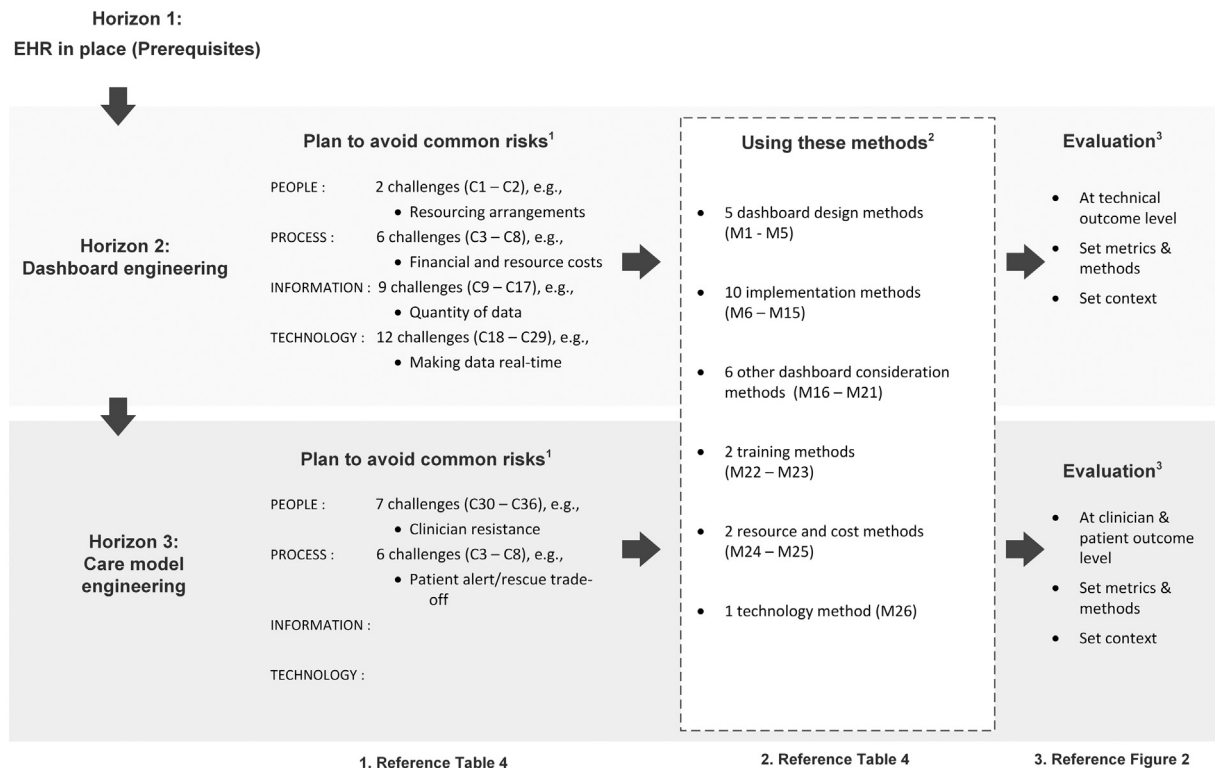 Horizon 1:
EHR in place (Prerequisites)
Plan to avoid common risks¹
Using these methods²
Evaluation³
Horizon 2:
Dashboard engineering
PEOPLE : 2 challenges (C1 – C2), e.g.,
• Resourcing arrangements
PROCESS : 6 challenges (C3 – C8), e.g.,
• Financial and resource costs
INFORMATION : 9 challenges (C9 – C17), e.g.,
• Quantity of data
TECHNOLOGY : 12 challenges (C18 – C29), e.g.,
• Making data real-time
• 5 dashboard design methods
(M1 - M5)
• 10 implementation methods
(M6 – M15)
• 6 other dashboard consideration
methods (M16 – M21)
• 2 training methods
(M22 – M23)
• 2 resource and cost methods
(M24 – M25)
• 1 technology method (M26)
• At technical
outcome level
• Set metrics &
methods
• Set context
Horizon 3:
Care model
engineering
Plan to avoid common risks¹
PEOPLE : 7 challenges (C30 – C36), e.g.,
• Clinician resistance
PROCESS : 6 challenges (C3 – C8), e.g.,
• Patient alert/rescue trade-
off
INFORMATION :
TECHNOLOGY :
Evaluation³
• At clinician &
patient outcome
level
• Set metrics &
methods
• Set context
1. Reference Table 4
2. Reference Table 4
3. Reference Figure 2